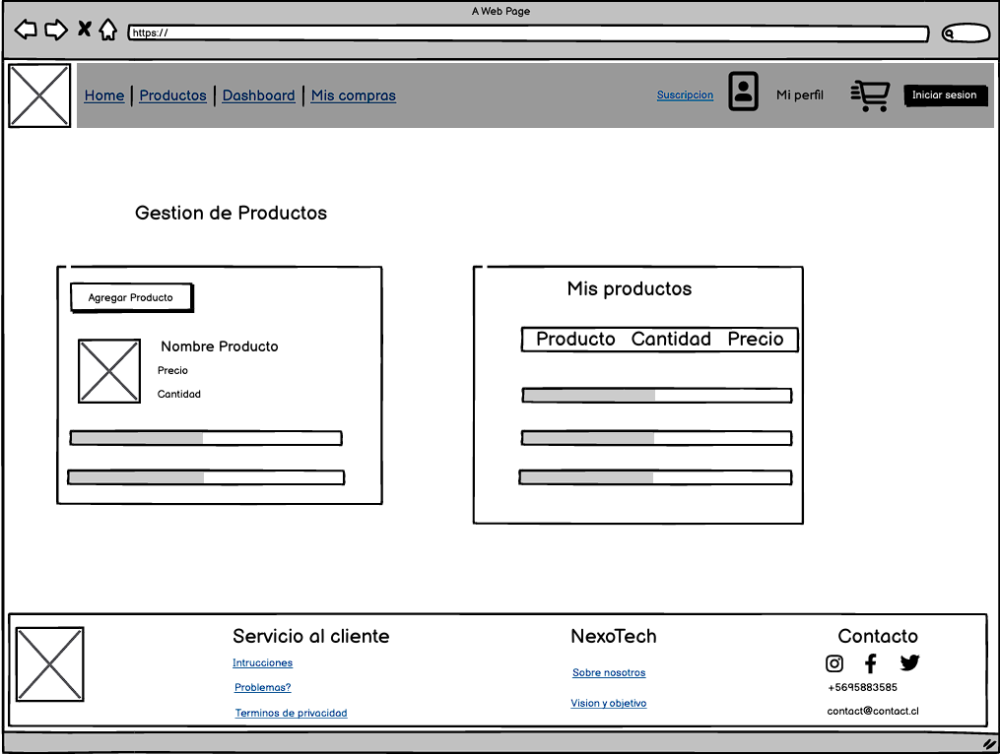 A Web Page
https://
Home | Productos | Dashboard | Mis compras
Suscripcion
Mi perfil
Iniciar sesion
Gestion de Productos
Agregar Producto
Nombre Producto
Precio
Cantidad
Mis productos
Producto Cantidad Precio
Servicio al cliente
Intrucciones
Problemas?
Terminos de privacidad
NexoTech
Sobre nosotros
Vision y objetivo
Contacto
+5695883585
contact@contact.cl